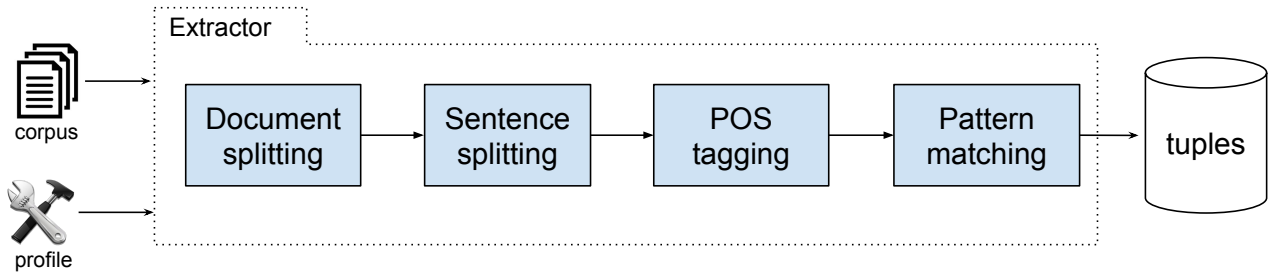 Extractor
corpus
profile
Document
splitting
Sentence
splitting
POS
tagging
Pattern
matching
tuples